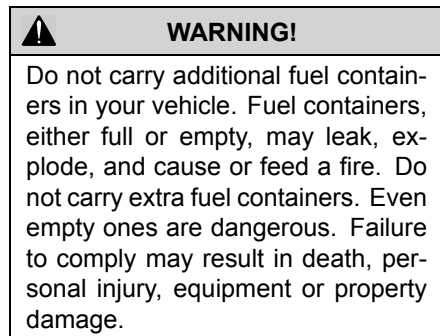 WARNING!
Do not carry additional fuel contain-
ers in your vehicle. Fuel containers,
either full or empty, may leak, ex-
plode, and cause or feed a fire. Do
not carry extra fuel containers. Even
empty ones are dangerous. Failure
to comply may result in death, per-
sonal injury, equipment or property
damage.